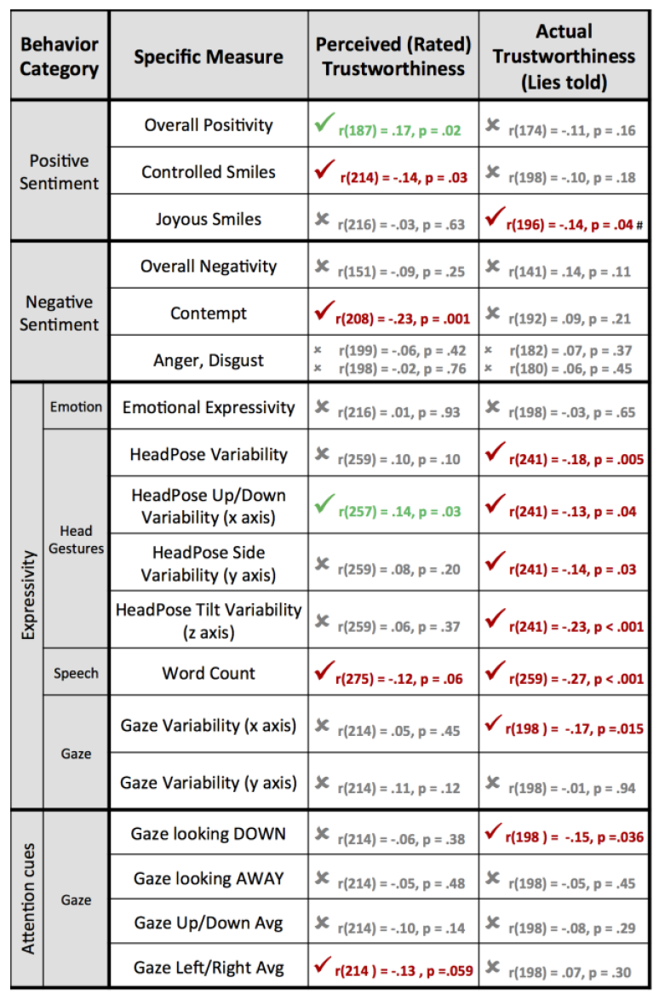 Behavior
Category
Specific Measure
Perceived (Rated)
Trustworthiness
Actual
Trustworthiness
(Lies told)
Positive
Sentiment
Overall Positivity
✓ r(187) = .17, p = .02
✘ r(174) = -.11, p = .16
Controlled Smiles
✓ r(214) = -.14, p = .03
✘ r(198) = -.10, p = .18
Joyous Smiles
✘ r(216) = -.03, p = .63
✓ r(196) = -.14, p = .04 #
Negative
Sentiment
Overall Negativity
✘ r(151) = -.09, p = .25
✘ r(141) = .14, p = .11
Contempt
✓ r(208) = -.23, p = .001
✘ r(192) = .09, p = .21
Anger, Disgust
✘ r(199) = -.06, p = .42
✘ r(198) = -.02, p = .76
✘ r(182) = .07, p = .37
✘ r(180) = .06, p = .45
Expressivity
Emotion
Emotional Expressivity
✘ r(216) = .01, p = .93
✘ r(198) = -.03, p = .65
Head
Gestures
HeadPose Variability
✘ r(259) = .10, p = .10
✓ r(241) = -.18, p = .005
HeadPose Up/Down
Variability (x axis)
✓ r(257) = .14, p = .03
✓ r(241) = -.13, p = .04
HeadPose Side
Variability (y axis)
✘ r(259) = .08, p = .20
✓ r(241) = -.14, p = .03
HeadPose Tilt Variability
(z axis)
✘ r(259) = .06, p = .37
✓ r(241) = -.23, p < .001
Speech
Word Count
✓ r(275) = -.12, p = .06
✓ r(259) = -.27, p < .001
Gaze
Gaze Variability (x axis)
✘ r(214) = .05, p = .45
✓ r(198 ) = -.17, p =.015
Gaze Variability (y axis)
✘ r(214) = .11, p = .12
✘ r(198) = -.01, p = .94
Attention cues
Gaze
Gaze looking DOWN
✘ r(214) = -.06, p = .38
✓ r(198 ) = -.15, p =.036
Gaze looking AWAY
✘ r(214) = -.05, p = .48
✘ r(198) = -.05, p = .45
Gaze Up/Down Avg
✘ r(214) = -.10, p = .14
✘ r(198) = -.08, p = .29
Gaze Left/Right Avg
✓ r(214 ) = -.13 , p =.059
✘ r(198) = .07, p = .30